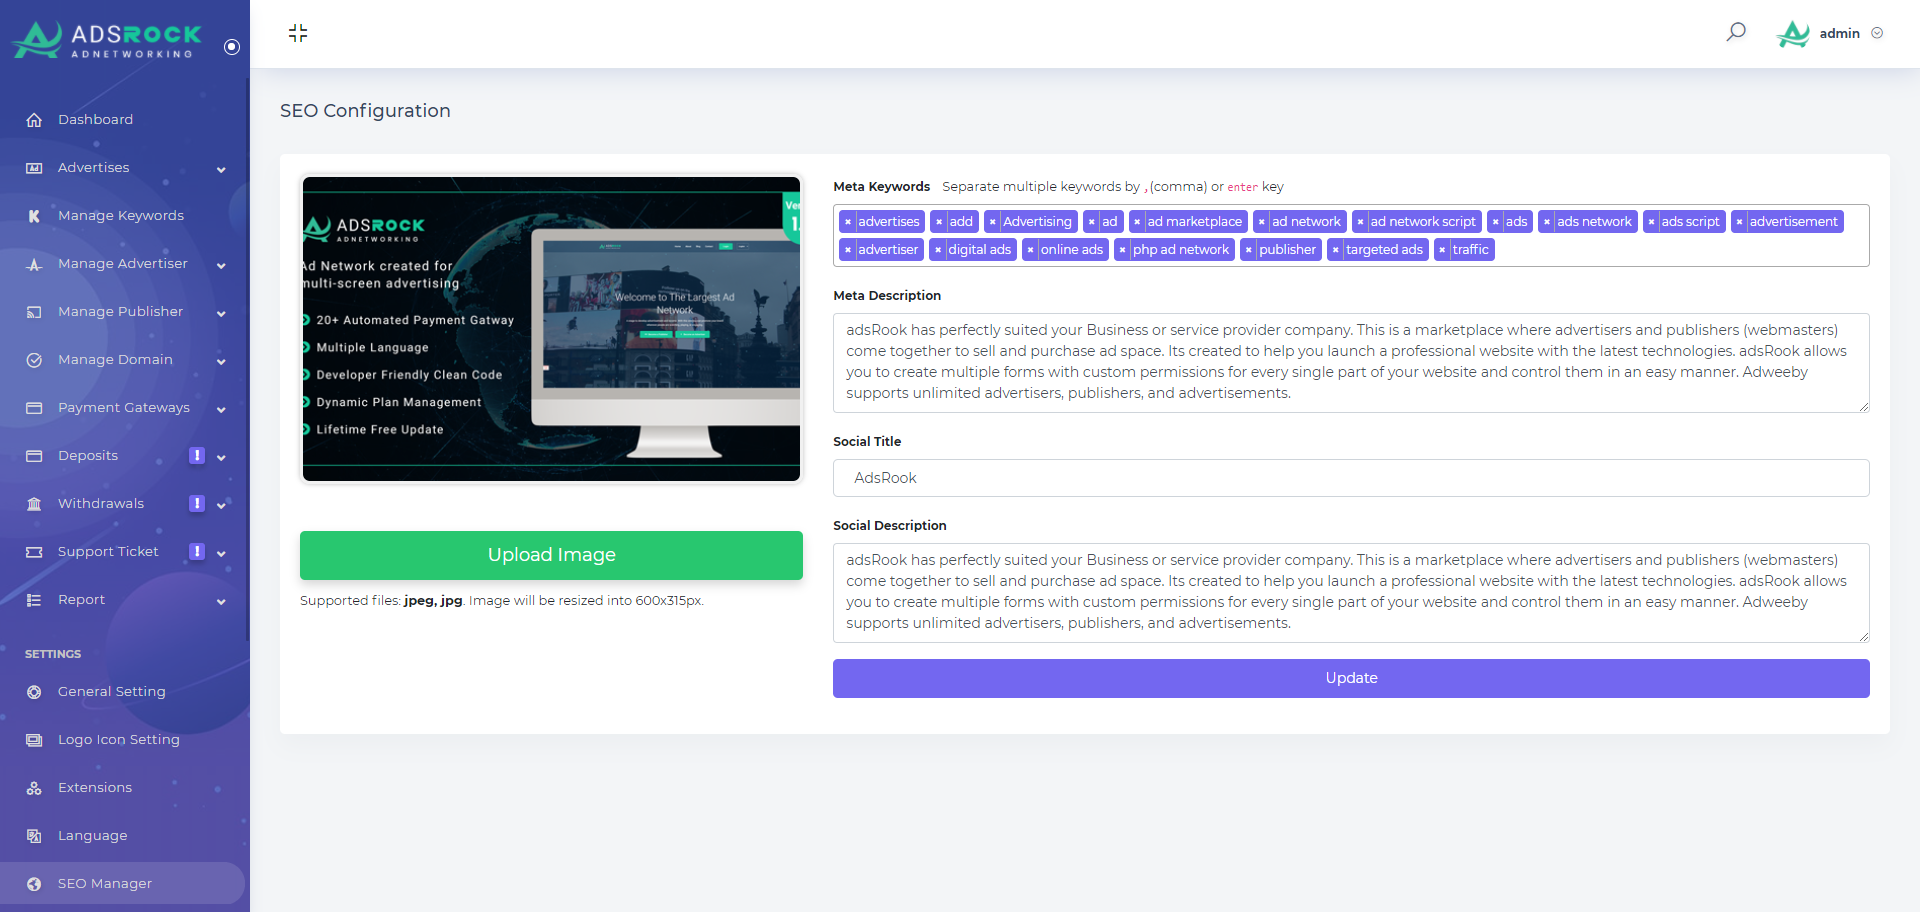 ADSROCK
ADNETWORKING
admin
Dashboard
Advertises
Manage Keywords
Manage Advertiser
Manage Publisher
Manage Domain
Payment Gateways
Deposits !
Withdrawals !
Support Ticket !
Report
SETTINGS
General Setting
Logo Icon Setting
Extensions
Language
SEO Manager
SEO Configuration
ADSROCK
ADNETWORKING
Ad Network created for
multi-screen advertising
20+ Automated Payment Gatway
Multiple Language
Developer Friendly Clean Code
Dynamic Plan Management
Lifetime Free Update
Welcome to The Largest Ad
Network
Upload Image
Supported files: jpeg, jpg. Image will be resized into 600x315px.
Meta Keywords Separate multiple keywords by ,(comma) or enter key
× advertises × add × Advertising × ad × ad marketplace × ad network × ad network script × ads × ads network × ads script × advertisement
× advertiser × digital ads × online ads × php ad network × publisher × targeted ads × traffic
Meta Description
adsRook has perfectly suited your Business or service provider company. This is a marketplace where advertisers and publishers (webmasters)
come together to sell and purchase ad space. Its created to help you launch a professional website with the latest technologies. adsRook allows
you to create multiple forms with custom permissions for every single part of your website and control them in an easy manner. Adweeby
supports unlimited advertisers, publishers, and advertisements.
Social Title
AdsRook
Social Description
adsRook has perfectly suited your Business or service provider company. This is a marketplace where advertisers and publishers (webmasters)
come together to sell and purchase ad space. Its created to help you launch a professional website with the latest technologies. adsRook allows
you to create multiple forms with custom permissions for every single part of your website and control them in an easy manner. Adweeby
supports unlimited advertisers, publishers, and advertisements.
Update